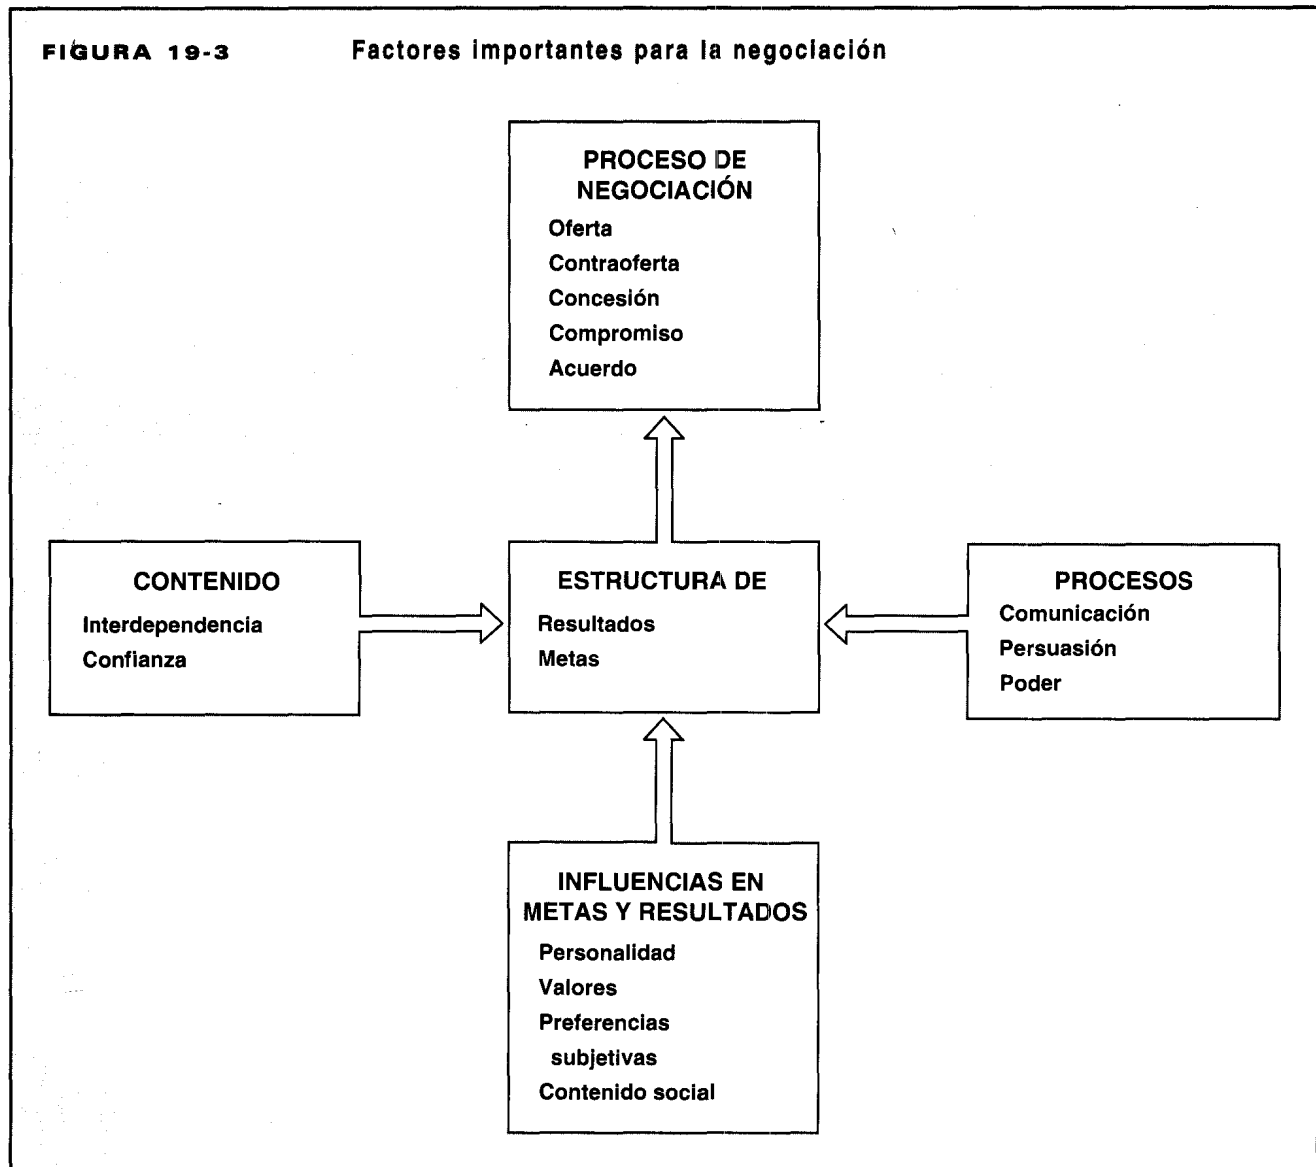 FIGURA 19-3 Factores importantes para la negociación
PROCESO DE
NEGOCIACIÓN
Oferta
Contraoferta
Concesión
Compromiso
Acuerdo
CONTENIDO
Interdependencia
Confianza
ESTRUCTURA DE
Resultados
Metas
PROCESOS
Comunicación
Persuasión
Poder
INFLUENCIAS EN
METAS Y RESULTADOS
Personalidad
Valores
Preferencias
subjetivas
Contenido social